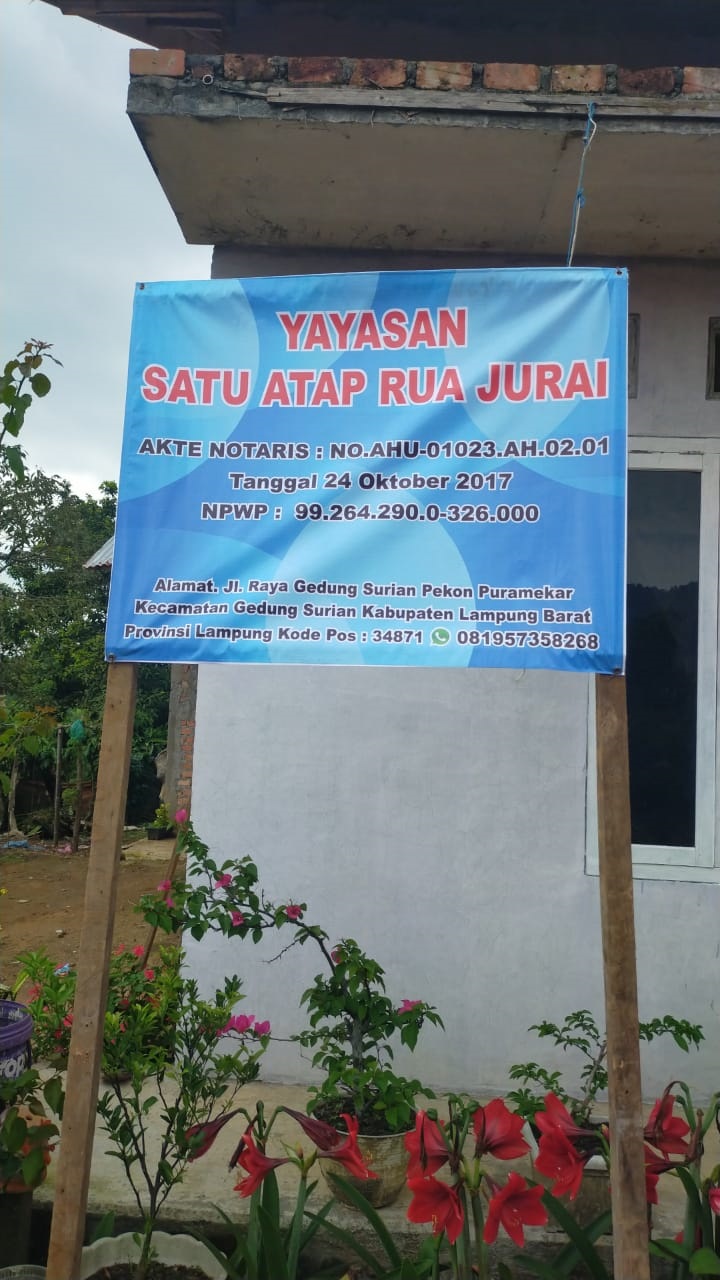 YAYASAN
SATU ATAP RUA JURAI
AKTE NOTARIS : NO.AHU-01023.AH.02.01
Tanggal 24 Oktober 2017
NPWP : 99.264.290.0-326.000
Alamat. Jl. Raya Gedung Surian Pekon Puramekar
Kecamatan Gedung Surian Kabupaten Lampung Barat
Provinsi Lampung Kode Pos : 34871 081957358268